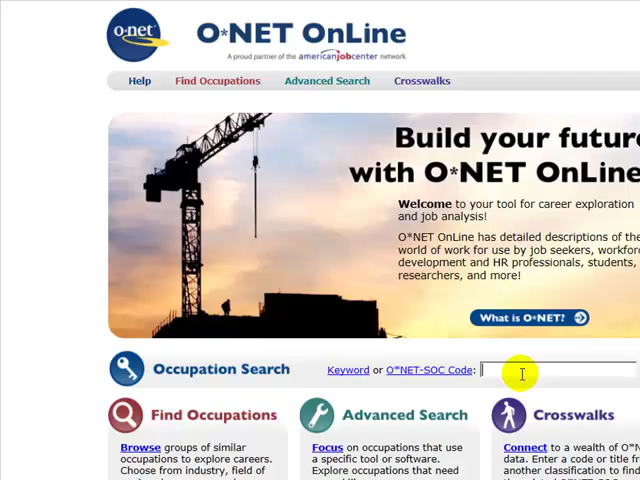 o·net
O*NET OnLine
A proud partner of the americanjobcenter network
Help Find Occupations Advanced Search Crosswalks
Build your future
with O*NET OnLine
Welcome to your tool for career exploration
and job analysis!
O*NET OnLine has detailed descriptions of the
world of work for use by job seekers, workforc
development and HR professionals, students,
researchers, and more!
What is O*NET?
Occupation Search Keyword or O*NET-SOC Code:
Find Occupations Advanced Search Crosswalks
Browse groups of similar
occupations to explore careers.
Choose from industry, field of
Focus on occupations that use
a specific tool or software.
Explore occupations that need
Connect to a wealth of O*N
data. Enter a code or title fro
another classification to find